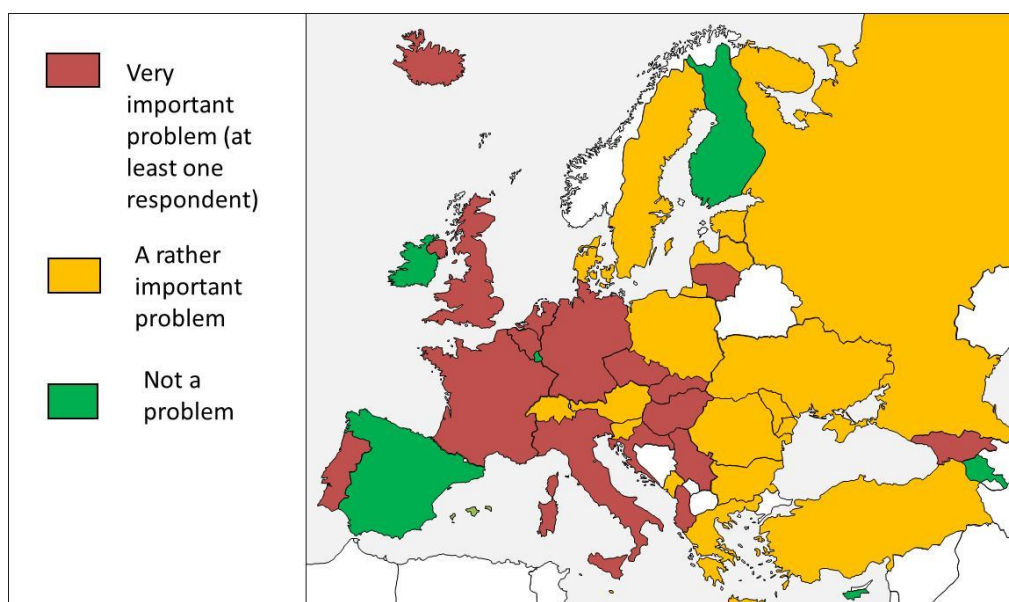 Very
important
problem (at
least one
respondent)
A rather
important
problem
Not a
problem